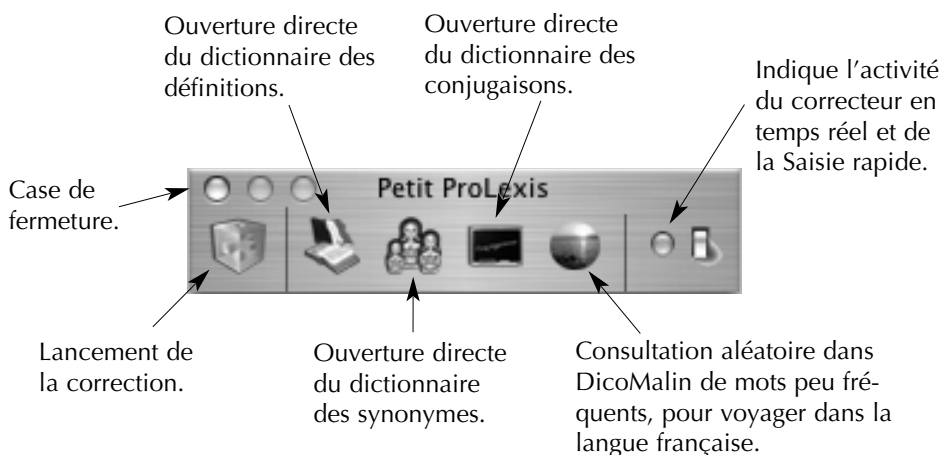 Ouverture directe
du dictionnaire des
définitions.
Ouverture directe
du dictionnaire des
conjugaisons.
Indique l’activité
du correcteur en
temps réel et de
la Saisie rapide.
Case de
fermeture.
Petit ProLexis
Lancement de
la correction.
Ouverture directe
du dictionnaire
des synonymes.
Consultation aléatoire dans
DicoMalin de mots peu fré-
quents, pour voyager dans la
langue française.